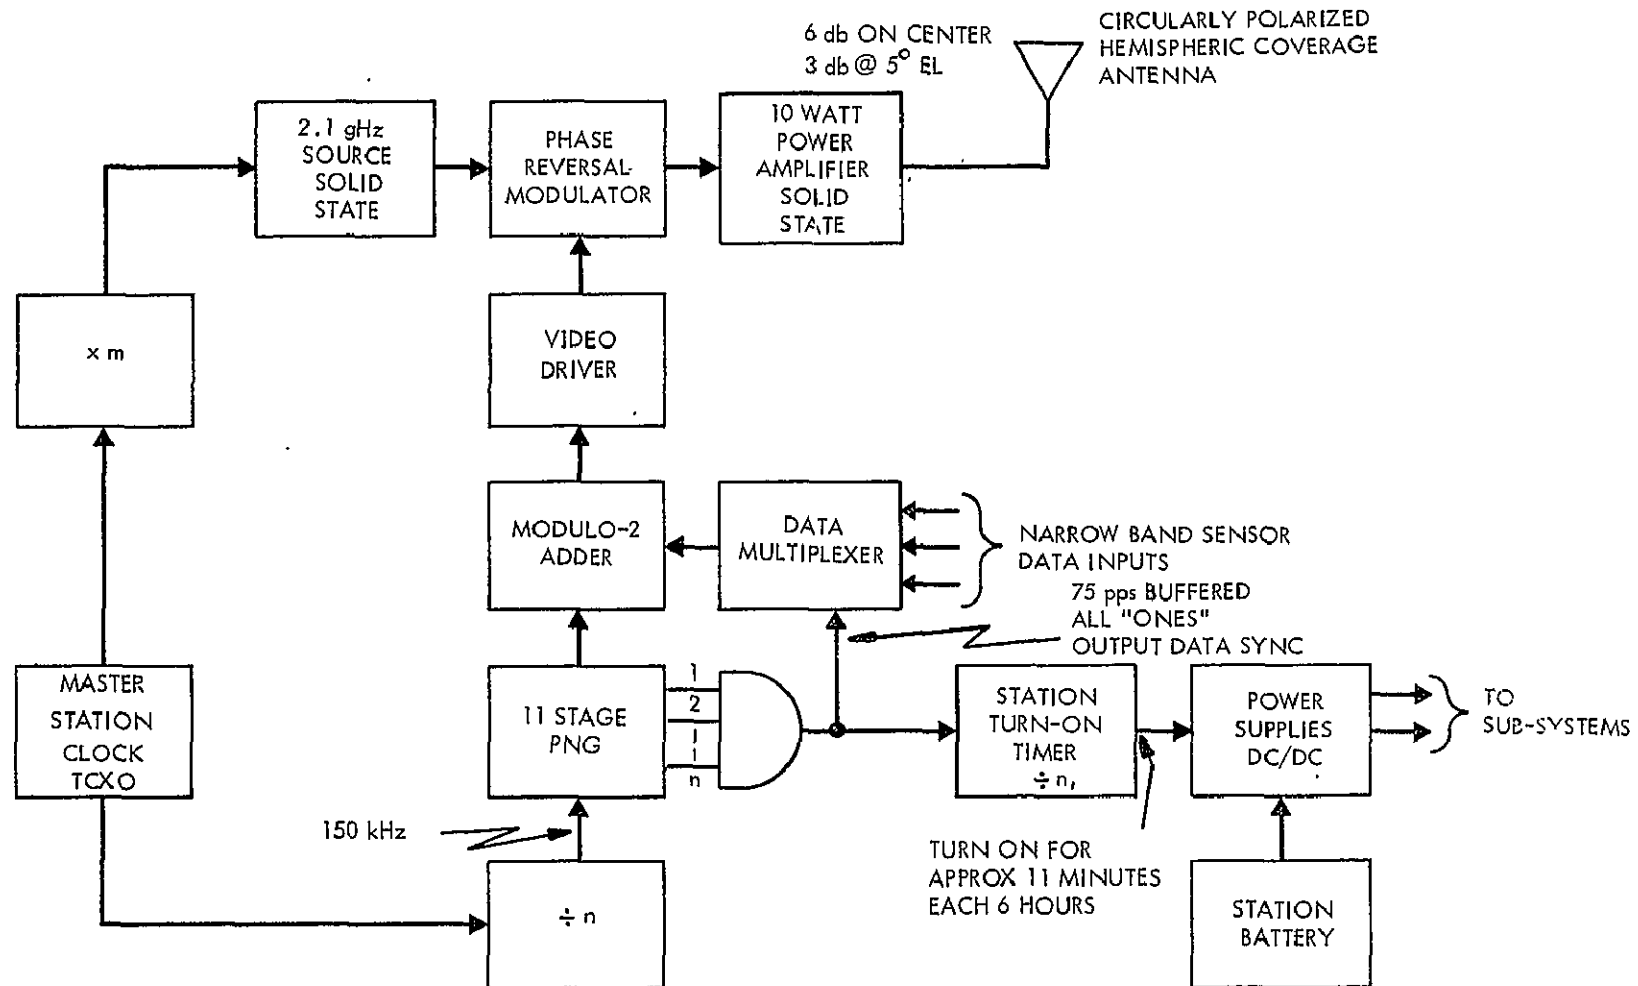 6 db ON CENTER
3 db @ 5° EL
CIRCULARLY POLARIZED
HEMISPHERIC COVERAGE
ANTENNA
2.1 gHz
SOURCE
SOLID
STATE
PHASE
REVERSAL-
MODULATOR
10 WATT
POWER
AMPLIFIER
SOLID
STATE
x m
VIDEO
DRIVER
MODULO-2
ADDER
DATA
MULTIPLEXER
NARROW BAND SENSOR
DATA INPUTS
75 pps BUFFERED
ALL "ONES"
OUTPUT DATA SYNC
MASTER
STATION
CLOCK
TCXO
11 STAGE
PNG
1
2
n
STATION
TURN-ON
TIMER
÷ n,
POWER
SUPPLIES
DC/DC
TO
SUB-SYSTEMS
150 kHz
TURN ON FOR
APPROX 11 MINUTES
EACH 6 HOURS
÷ n
STATION
BATTERY